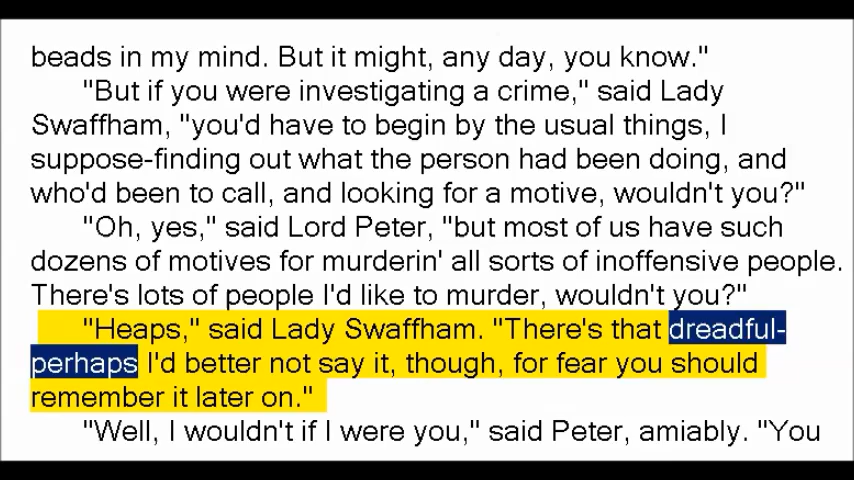 beads in my mind. But it might, any day, you know."
"But if you were investigating a crime," said Lady
Swaffham, "you'd have to begin by the usual things, I
suppose-finding out what the person had been doing, and
who'd been to call, and looking for a motive, wouldn't you?"
"Oh, yes," said Lord Peter, "but most of us have such
dozens of motives for murderin' all sorts of inoffensive people.
There's lots of people I'd like to murder, wouldn't you?"
"Heaps," said Lady Swaffham. "There's that dreadful-
perhaps I'd better not say it, though, for fear you should
remember it later on."
"Well, I wouldn't if I were you," said Peter, amiably. "You